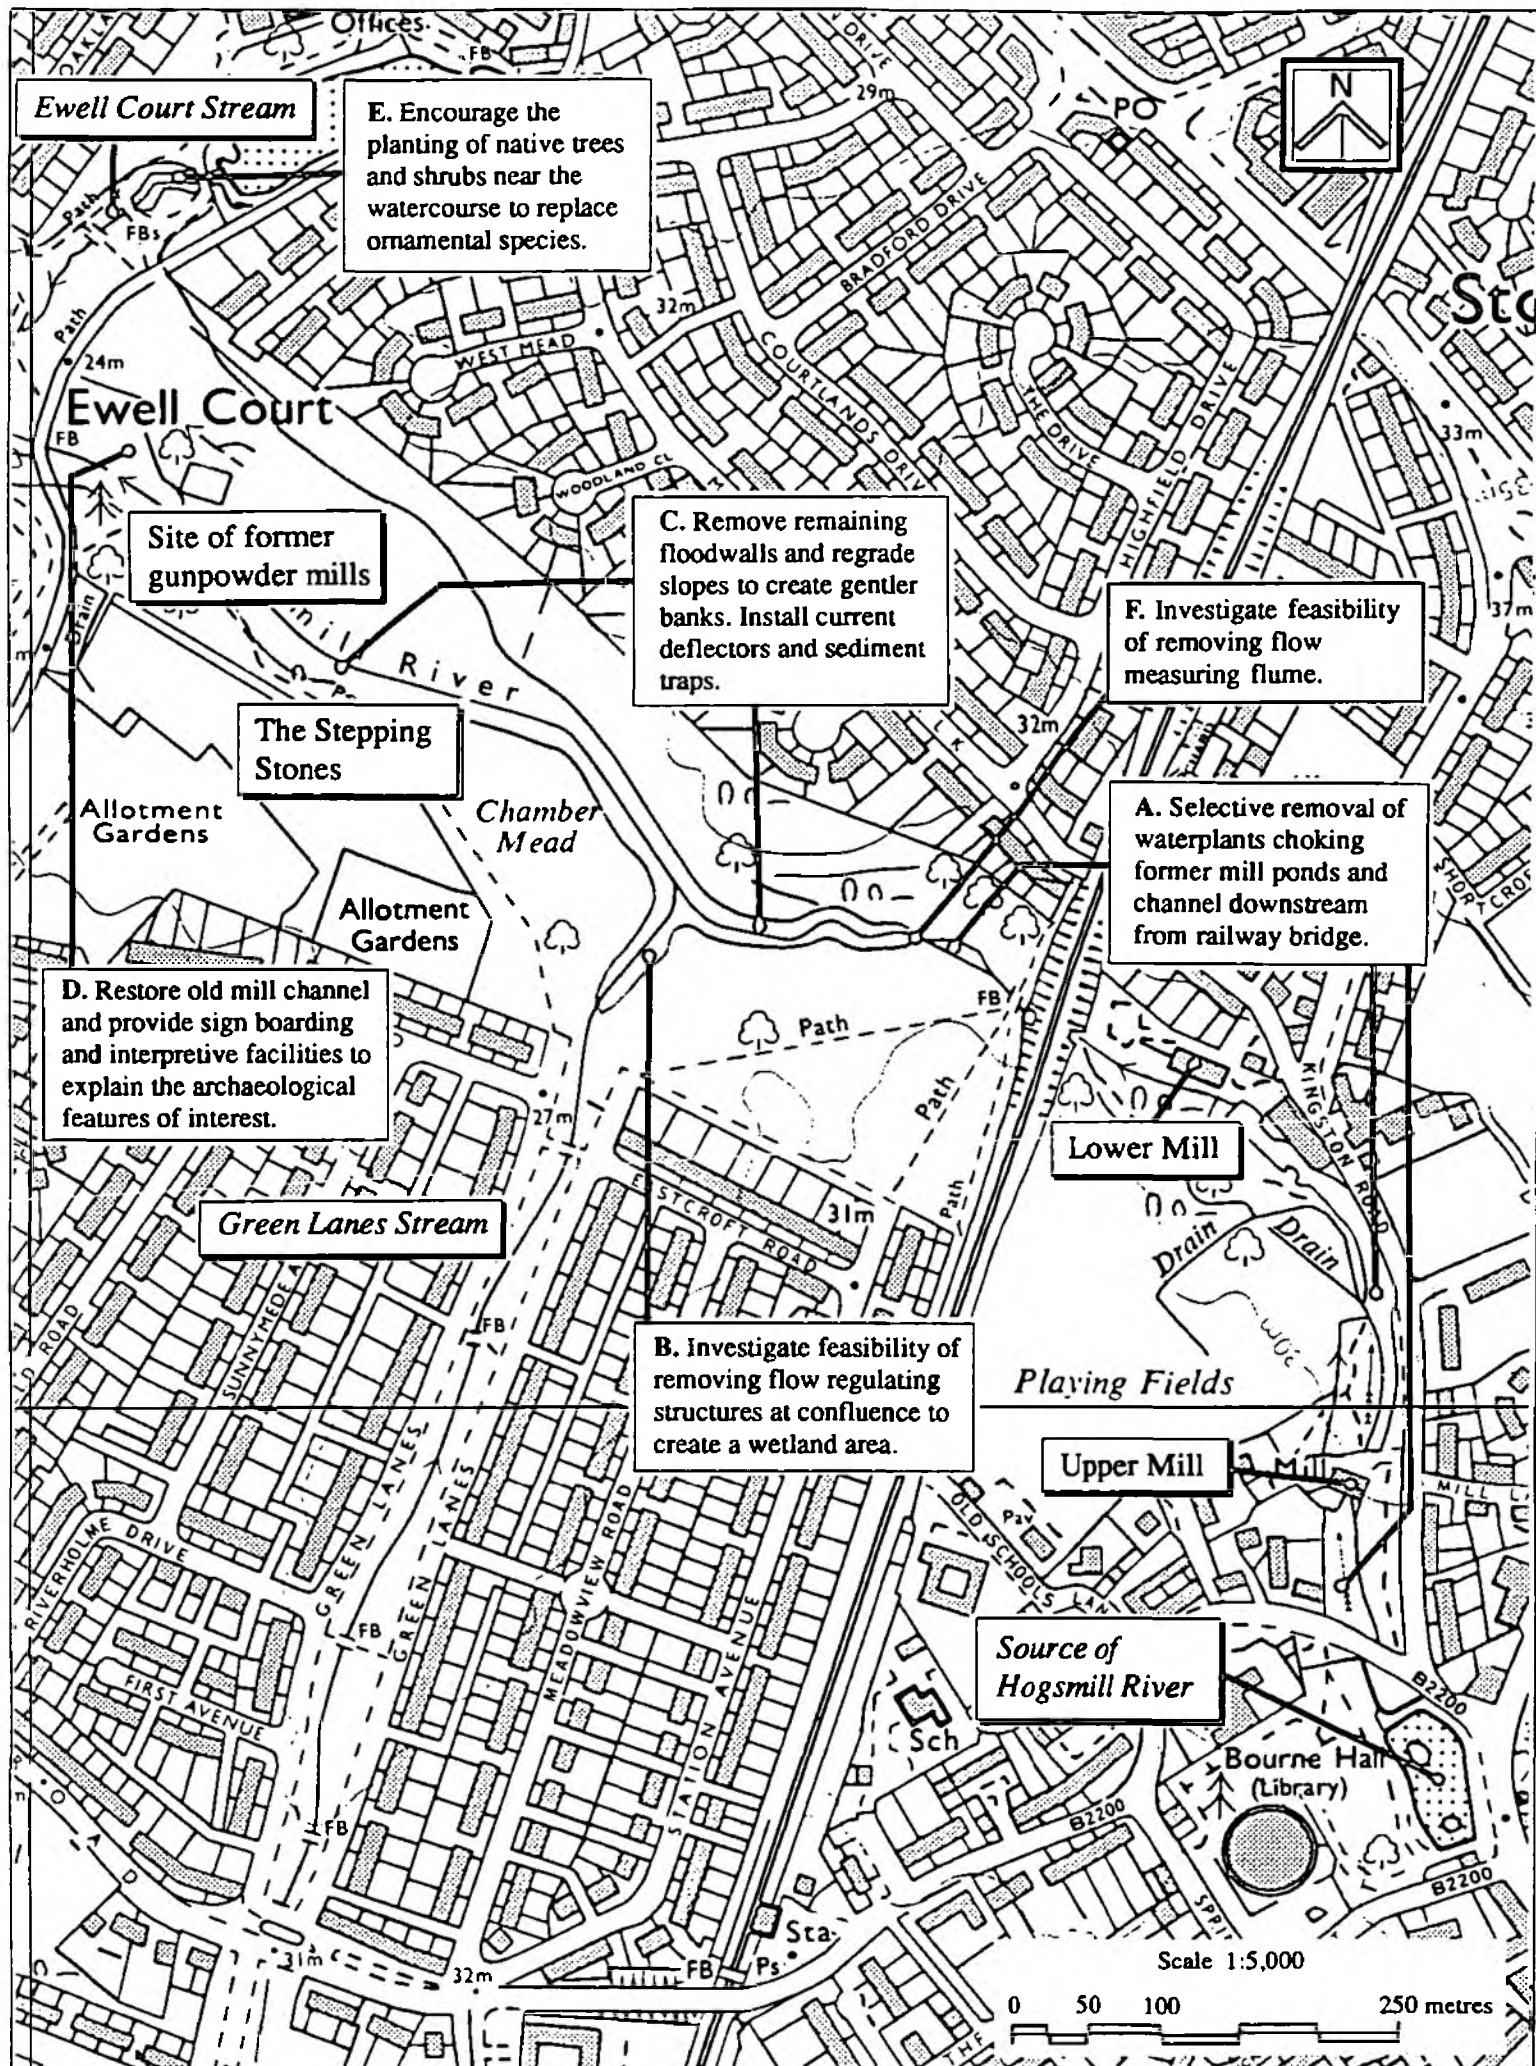 Offices
FB
DRIVE
Ewell Court Stream
E. Encourage the
planting of native trees
and shrubs near the
watercourse to replace
ornamental species.
29m
PO
N
Path
FBs
BRADFORD DRIVE
32m
WEST MEAD
COURTLANDS DRIV
Path
24m
Ewell Court
FB
THE DRIVE
HIGHFIELD DRIVE
33m
WOODLAND CL
Site of former
gunpowder mills
C. Remove remaining
floodwalls and regrade
slopes to create gentler
banks. Install current
deflectors and sediment
traps.
F. Investigate feasibility
of removing flow
measuring flume.
37m
Drain
River
The Stepping
Stones
32m
Allotment
Gardens
Chamber
Mead
A. Selective removal of
waterplants choking
former mill ponds and
channel downstream
from railway bridge.
Allotment
Gardens
D. Restore old mill channel
and provide sign boarding
and interpretive facilities to
explain the archaeological
features of interest.
FB
Path
Path
27m
KINGSTON ROAD
Lower Mill
Green Lanes Stream
EASTCROFT ROAD
31m
Path
Drain
Drain
SUNNYMEDE A
ROAD
FB
B. Investigate feasibility of
removing flow regulating
structures at confluence to
create a wetland area.
Playing Fields
Upper Mill
Mill
MILL
GREEN LANES
GREEN LANES
MEADOWVIEW ROAD
OLD SCHOOLS LAN
Pav
RIVERHOLME DRIVE
FB
STATION AVENUE
Source of
Hogsmill River
B2200
FIRST AVENUE
Sch
Bourne Hall
(Library)
FB
B2200
B2200
SPRI
Sta
31m
32m
FB
Ps
THE
Scale 1:5,000
0 50 100 250 metres